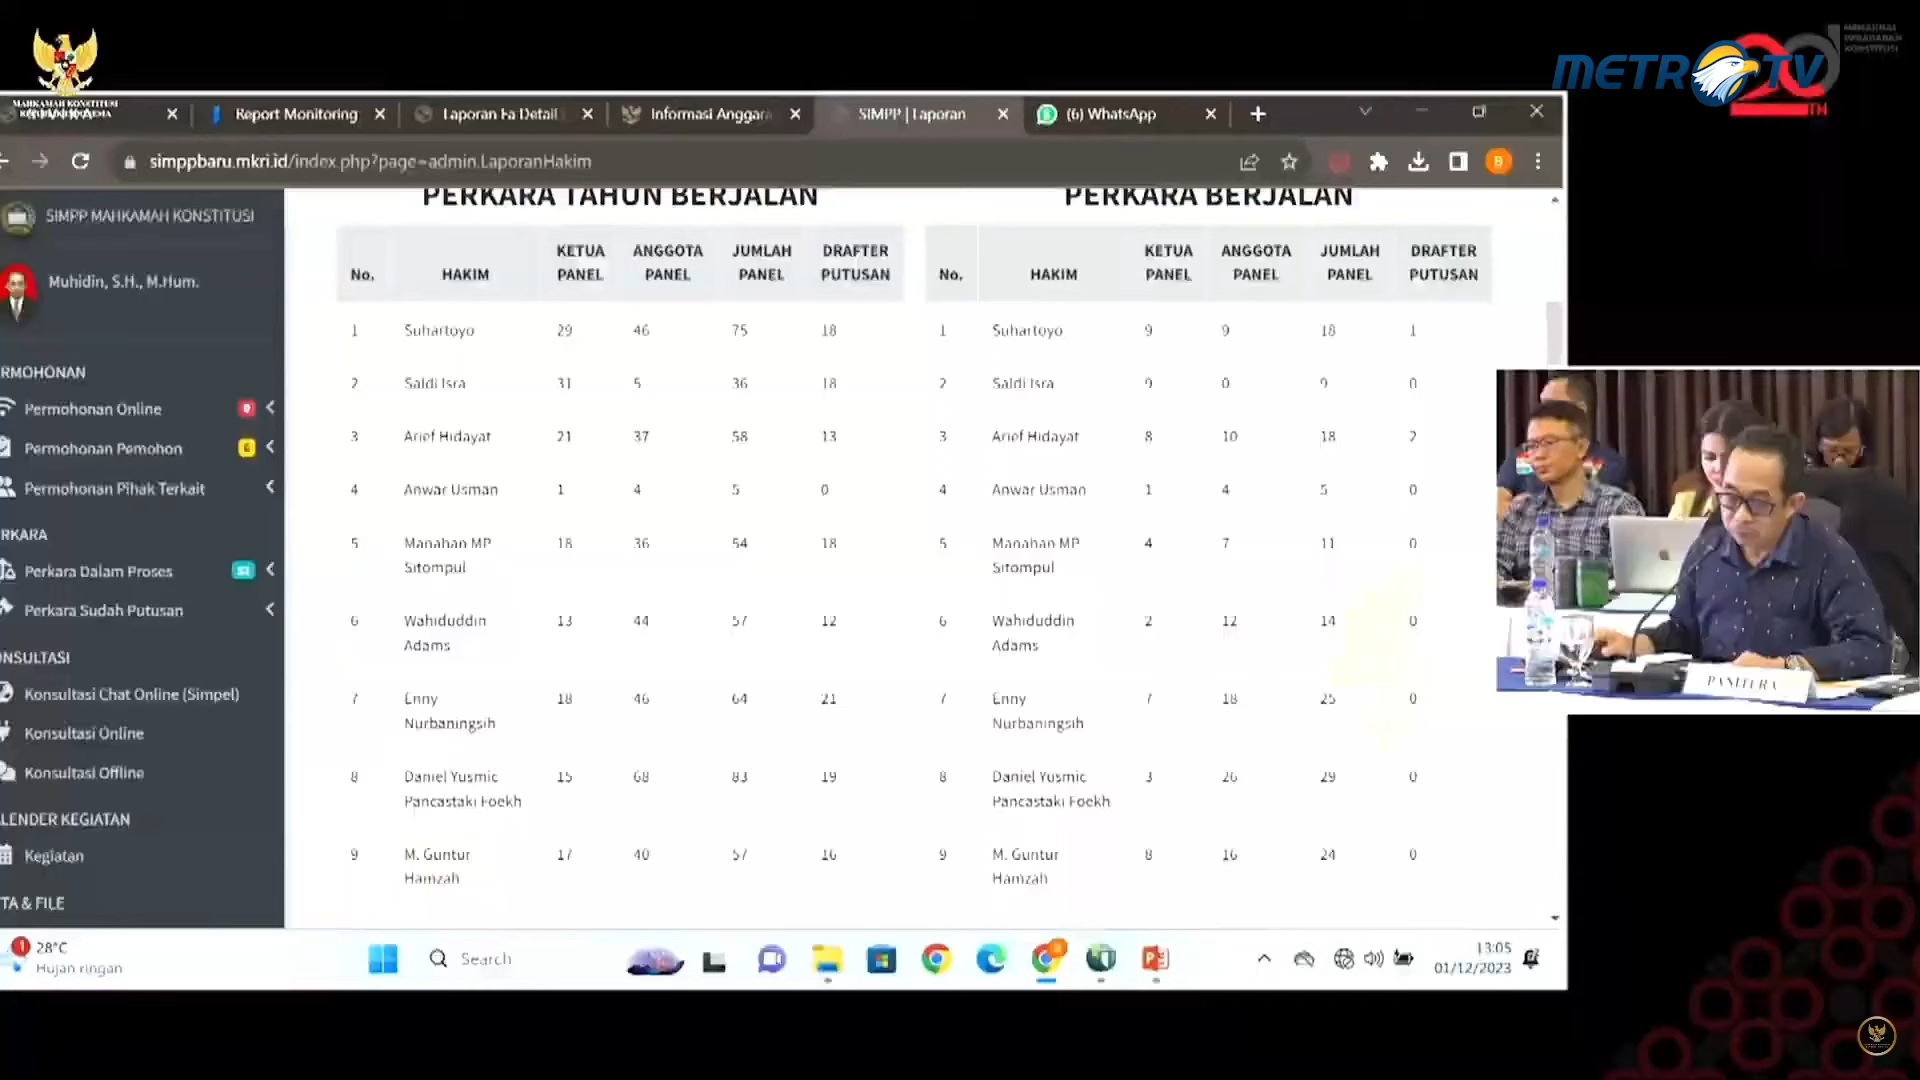 MAHKAMAH KONSTITUSI
REPUBLIK INDONESIA
METRO TV
TH
Report Monitoring
Laporan Fa Detail
Informasi Anggara
SIMPP | Laporan
(6) WhatsApp
simppbaru.mkri.id/index.php?page=admin.LaporanHakim
B
SIMPP MAHKAMAH KONSTITUSI
Muhidin, S.H., M.Hum.
RMOHONAN
Permohonan Online
Permohonan Pemohon
Permohonan Pihak Terkait
RKARA
Perkara Dalam Proses
Perkara Sudah Putusan
ONSULTASI
Konsultasi Chat Online (Simpel)
Konsultasi Online
Konsultasi Offline
LENDER KEGIATAN
Kegiatan
TA & FILE
PERKARA TAHUN BERJALAN
No. HAKIM KETUA PANEL ANGGOTA PANEL JUMLAH PANEL DRAFTER PUTUSAN
1 Suhartoyo 29 46 75 18
2 Saldi Isra 31 5 36 18
3 Arief Hidayat 21 37 58 13
4 Anwar Usman 1 4 5 0
5 Manahan MP Sitompul 18 36 54 18
6 Wahiduddin Adams 13 44 57 12
7 Enny Nurbaningsih 18 46 64 21
8 Daniel Yusmic Pancastaki Foekh 15 68 83 19
9 M. Guntur Hamzah 17 40 57 16
PERKARA BERJALAN
No. HAKIM KETUA PANEL ANGGOTA PANEL JUMLAH PANEL DRAFTER PUTUSAN
1 Suhartoyo 9 9 18 1
2 Saldi Isra 9 0 9 0
3 Arief Hidayat 8 10 18 2
4 Anwar Usman 1 4 5 0
5 Manahan MP Sitompul 4 7 11 0
6 Wahiduddin Adams 2 12 14 0
7 Enny Nurbaningsih 7 18 25 0
8 Daniel Yusmic Pancastaki Foekh 3 26 29 0
9 M. Guntur Hamzah 8 16 24 0
PANITERA
1
28°C
Hujan ringan
Search
13:05
01/12/2023